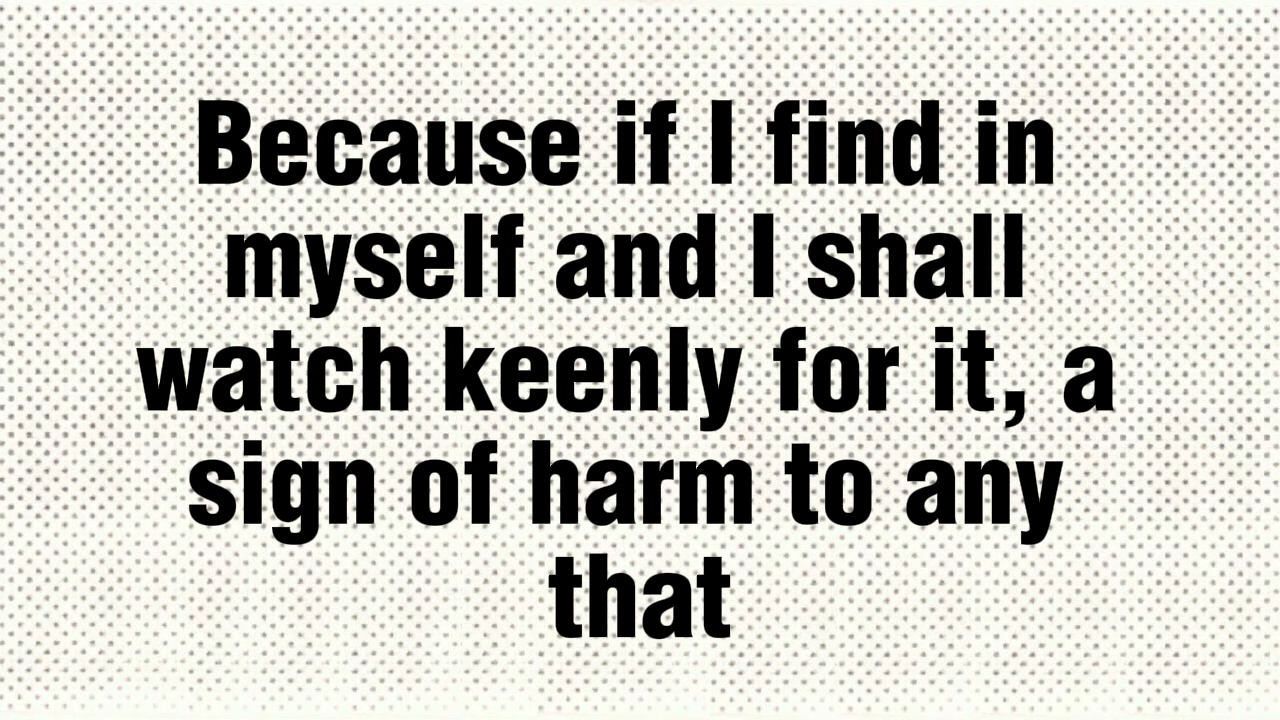 Because if I find in
myself and I shall
watch keenly for it, a
sign of harm to any
that